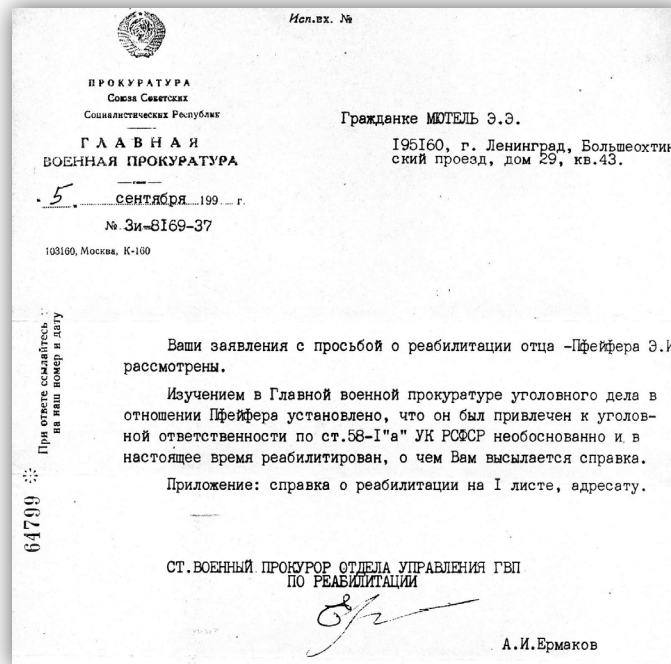 Исп.вх. №
ПРОКУРАТУРА
Союза Советских
Социалистических Республик
ГЛАВНАЯ
ВОЕННАЯ ПРОКУРАТУРА
5 сентября 199 г.
№ 3и-8169-37
103160, Москва, К-160
Гражданке МЮТЕЛЬ Э.Э.
195160, г. Ленинград, Большеохтин
ский проезд, дом 29, кв.43.
При ответе ссылайтесь
на наш номер и дату
64799
Ваши заявления с просьбой о реабилитации отца -Пфейфера Э.И
рассмотрены.
Изучением в Главной военной прокуратуре уголовного дела в
отношении Пфейфера установлено, что он был привлечен к уголов-
ной ответственности по ст.58-I"а" УК РСФСР необоснованно и в
настоящее время реабилитирован, о чем Вам высылается справка.
Приложение: справка о реабилитации на I листе, адресату.
СТ.ВОЕННЫЙ ПРОКУРОР ОТДЕЛА УПРАВЛЕНИЯ ГВП
ПО РЕАБИЛИТАЦИИ
А.И.Ермаков